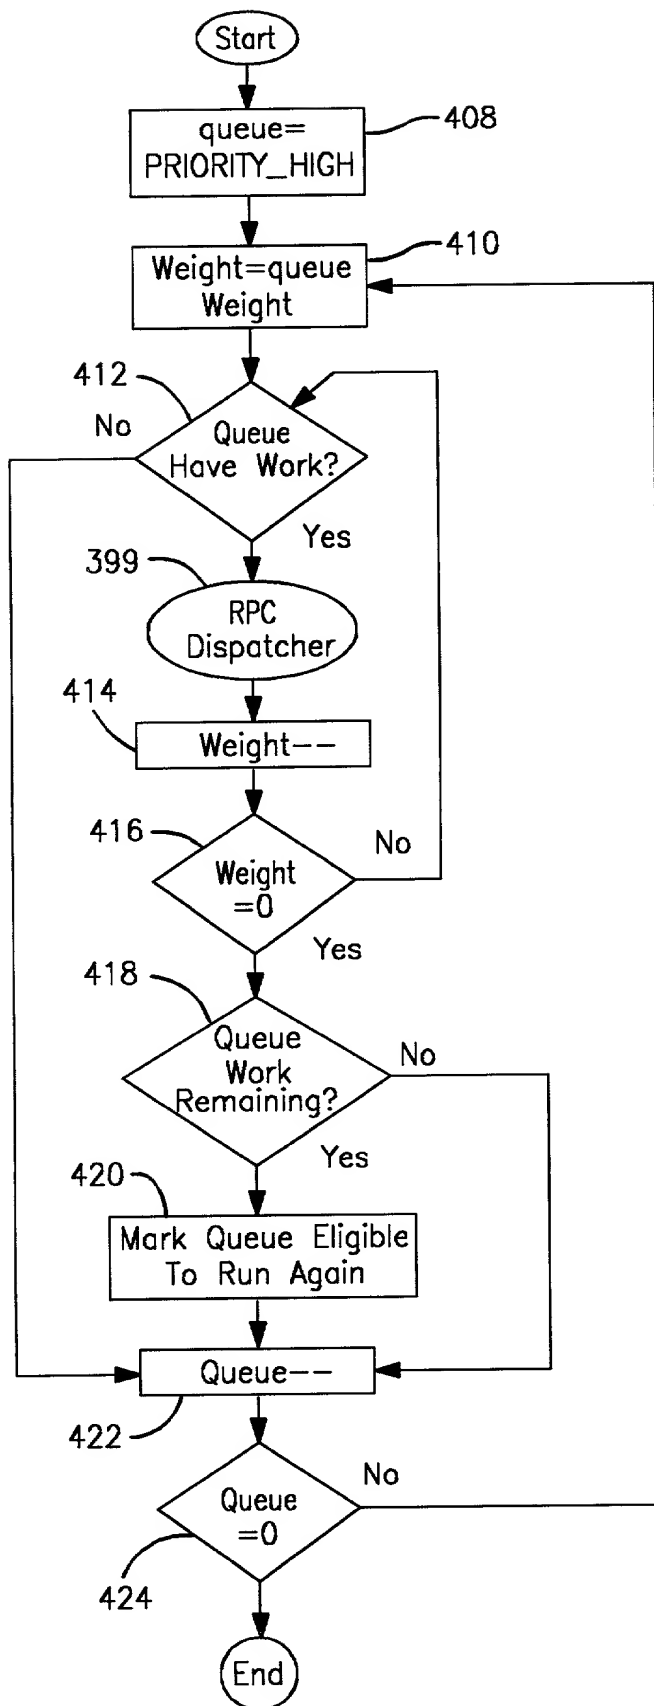 Start
queue=
PRIORITY_HIGH
408
Weight=queue
Weight
410
412
No
Queue
Have Work?
Yes
399
RPC
Dispatcher
414
Weight--
416
No
Weight
=0
Yes
418
Queue
Work
Remaining?
No
Yes
420
Mark Queue Eligible
To Run Again
Queue--
422
No
Queue
=0
424
End